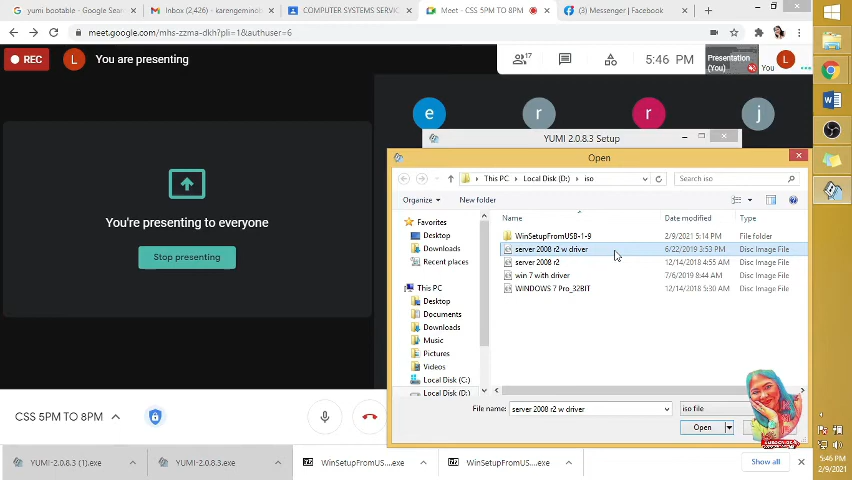 yumi bootable - Google Sear
Inbox (2,426) - karengeminob
COMPUTER SYSTEMS SERVIC
Meet - CSS 5PM TO 8PM
(3) Messenger | Facebook
meet.google.com/mhs-zzma-dkh?pli=1&authuser=6
REC
L
You are presenting
17
5:46 PM
Presentation
(You)
You
L
e
r
r
j
You're presenting to everyone
Stop presenting
YUMI 2.0.8.3 Setup
Open
This PC
Local Disk (D:)
iso
Search iso
Organize
New folder
Favorites
Desktop
Downloads
Recent places
This PC
Desktop
Documents
Downloads
Music
Pictures
Videos
Local Disk (C:)
Local Disk (D:)
Name
Date modified
Type
WinSetupFromUSB-1-9
2/9/2021 5:14 PM
File folder
server 2008 r2 w driver
6/22/2019 3:53 PM
Disc Image File
server 2008 r2
12/14/2018 4:55 AM
Disc Image File
win 7 with driver
7/6/2019 8:44 AM
Disc Image File
WINDOWS 7 Pro_32BIT
12/14/2018 5:30 AM
Disc Image File
File name:
server 2008 r2 w driver
iso file
Open
SUBSCRIBE
CSS 5PM TO 8PM
YUMI-2.0.8.3 (1).exe
YUMI-2.0.8.3.exe
WinSetupFromUS....exe
WinSetupFromUS....exe
Show all
5:46 PM
2/9/2021